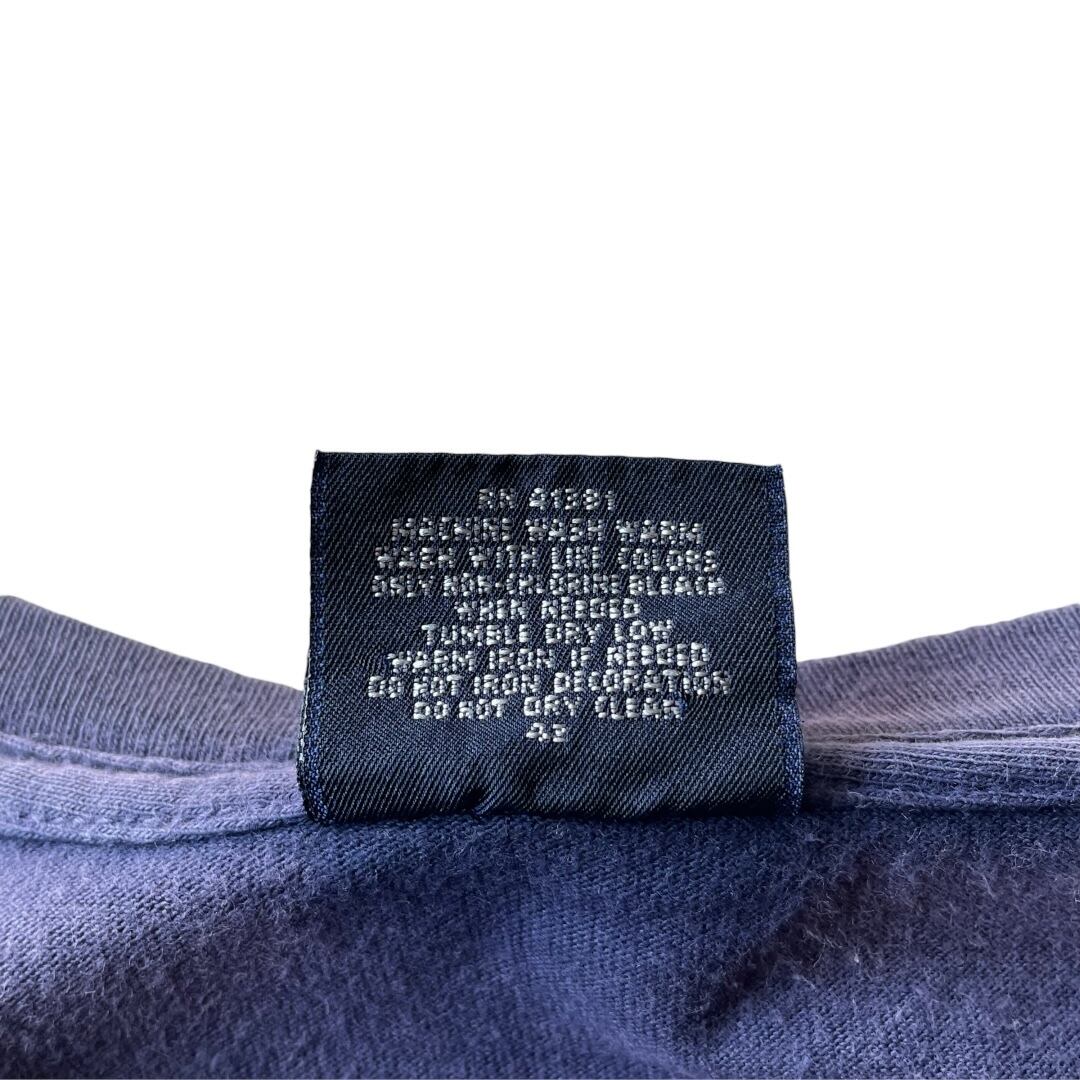 RN 41381
MACHINE WASH WARM
WASH WITH LIKE COLORS
ONLY NON-CHLORINE BLEACH
WHEN NEEDED
TUMBLE DRY LOW
WARM IRON IF NEEDED
DO NOT IRON DECORATION
DO NOT DRY CLEAN